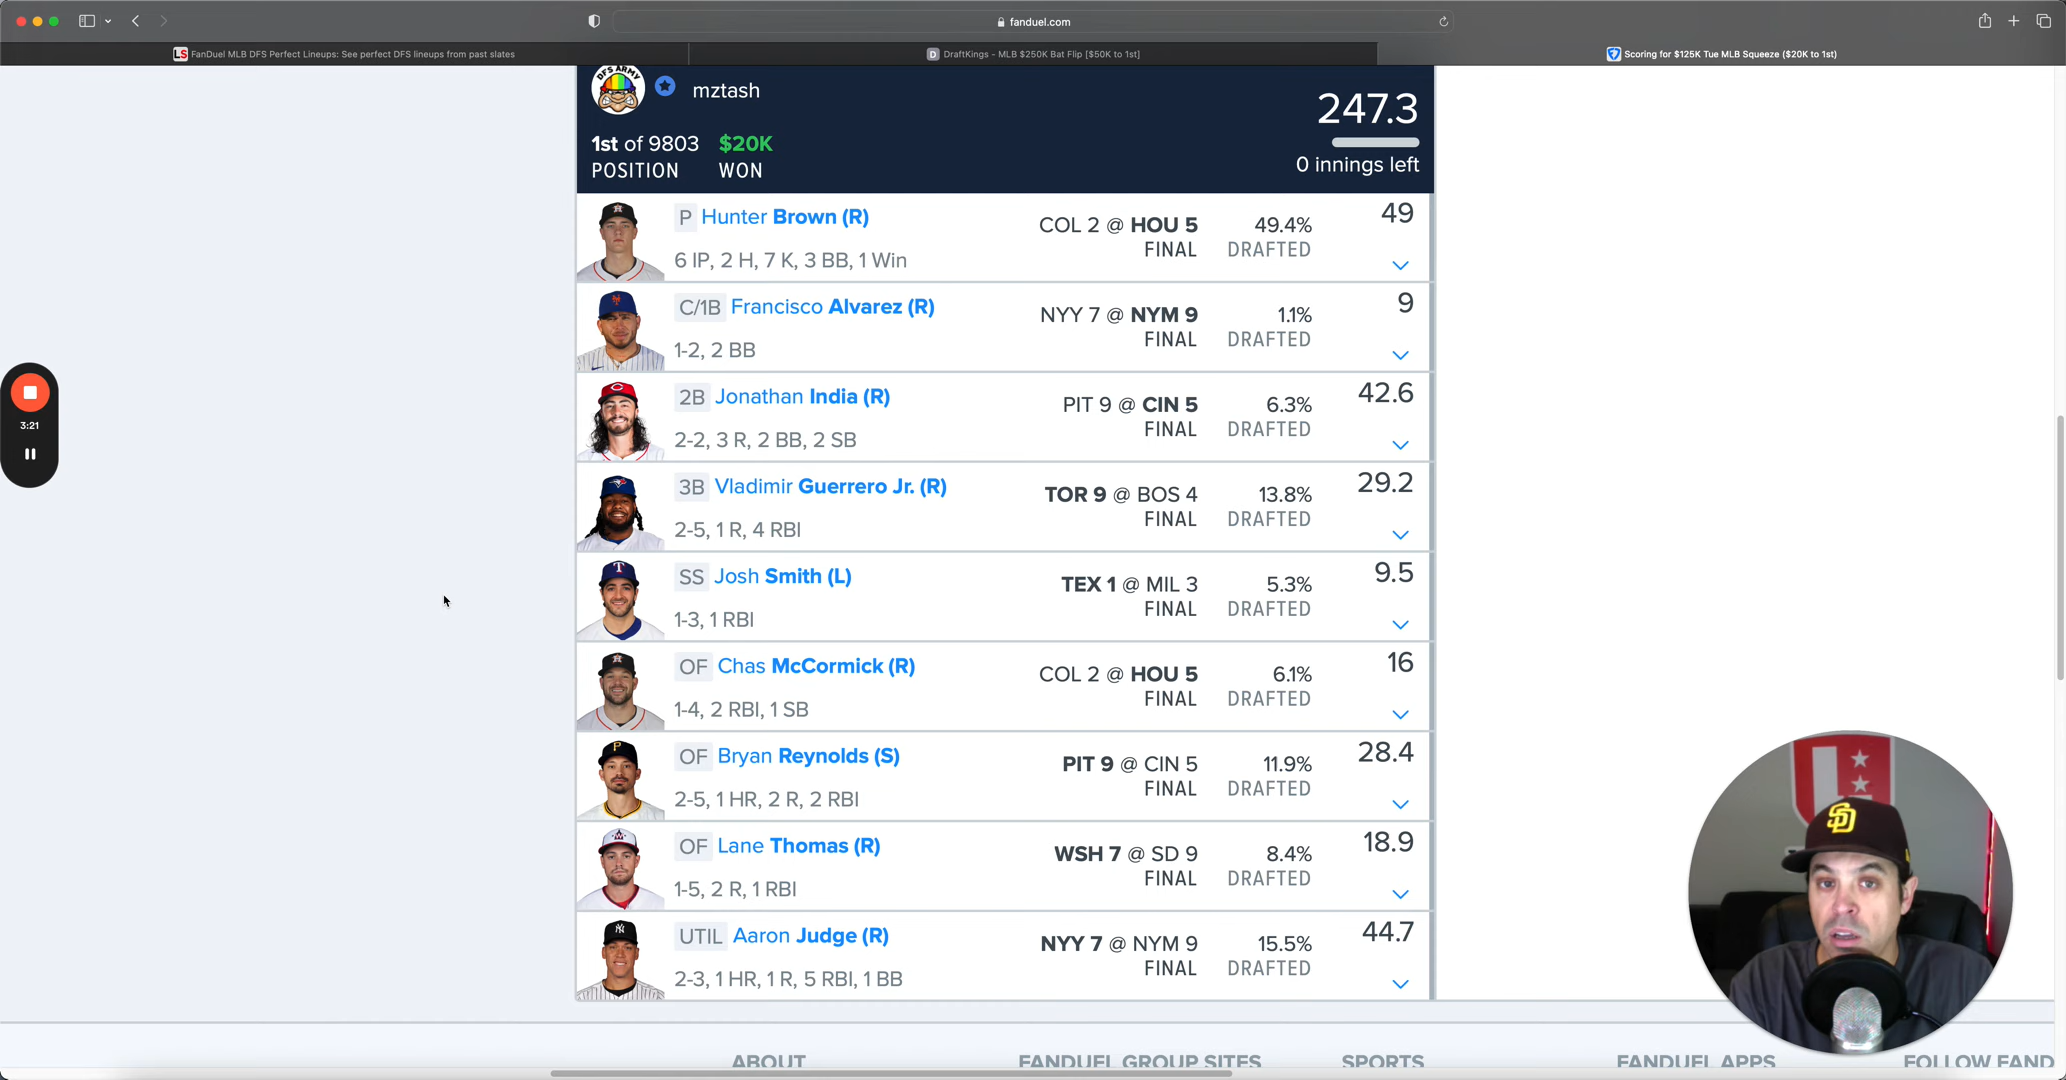 fanduel.com
LS FanDuel MLB DFS Perfect Lineups: See perfect DFS lineups from past slates
D DraftKings - MLB $250K Bat Flip [$50K to 1st]
Scoring for $125K Tue MLB Squeeze ($20K to 1st)
DFS ARMY
mztash
247.3
1st of 9803 $20K
POSITION WON
0 innings left
P Hunter Brown (R)
COL 2 @ HOU 5 49.4% 49
FINAL DRAFTED
6 IP, 2 H, 7 K, 3 BB, 1 Win
C/1B Francisco Alvarez (R)
NYY 7 @ NYM 9 1.1% 9
FINAL DRAFTED
1-2, 2 BB
2B Jonathan India (R)
PIT 9 @ CIN 5 6.3% 42.6
FINAL DRAFTED
2-2, 3 R, 2 BB, 2 SB
3B Vladimir Guerrero Jr. (R)
TOR 9 @ BOS 4 13.8% 29.2
FINAL DRAFTED
2-5, 1 R, 4 RBI
SS Josh Smith (L)
TEX 1 @ MIL 3 5.3% 9.5
FINAL DRAFTED
1-3, 1 RBI
OF Chas McCormick (R)
COL 2 @ HOU 5 6.1% 16
FINAL DRAFTED
1-4, 2 RBI, 1 SB
OF Bryan Reynolds (S)
PIT 9 @ CIN 5 11.9% 28.4
FINAL DRAFTED
2-5, 1 HR, 2 R, 2 RBI
OF Lane Thomas (R)
WSH 7 @ SD 9 8.4% 18.9
FINAL DRAFTED
1-5, 2 R, 1 RBI
UTIL Aaron Judge (R)
NYY 7 @ NYM 9 15.5% 44.7
FINAL DRAFTED
2-3, 1 HR, 1 R, 5 RBI, 1 BB
3:21
SD
ABOUT FANDUEL GROUP SITES SPORTS FANDUEL APPS FOLLOW FAND